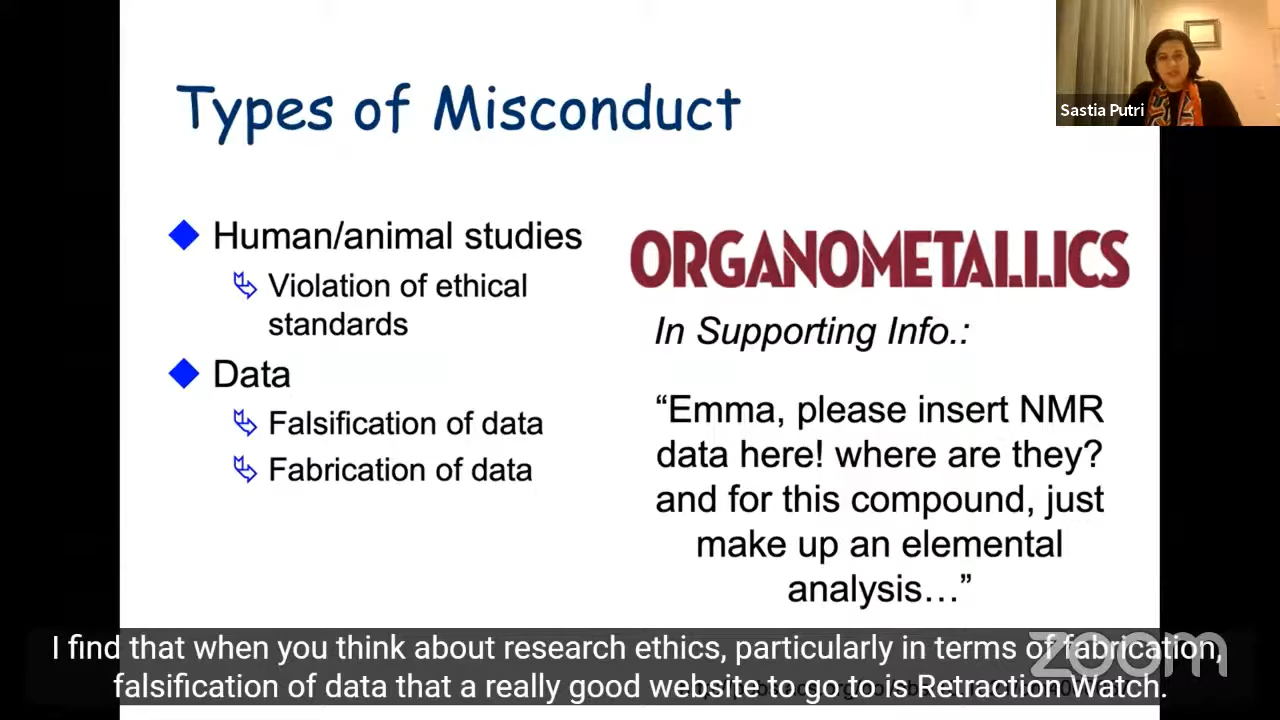 Types of Misconduct
Sastia Putri
Human/animal studies
Violation of ethical
standards
Data
Falsification of data
Fabrication of data
ORGANOMETALLICS
In Supporting Info.:
“Emma, please insert NMR
data here! where are they?
and for this compound, just
make up an elemental
analysis…”
I find that when you think about research ethics, particularly in terms of fabrication,
falsification of data that a really good website to go to is Retraction Watch.
zoom